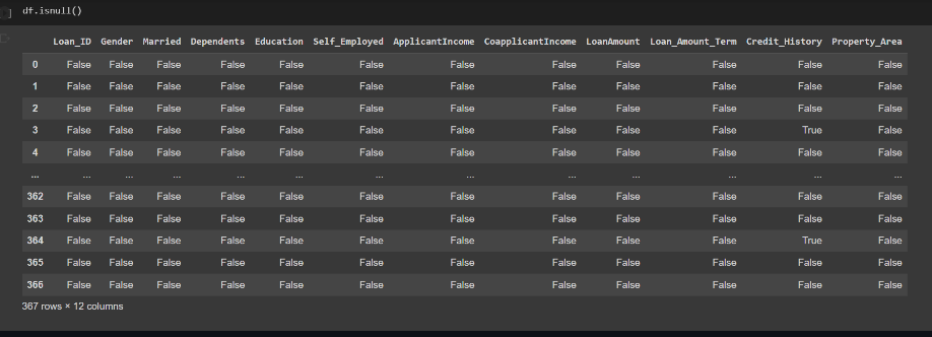 df.isnull()
Loan_ID Gender Married Dependents Education Self_Employed ApplicantIncome CoapplicantIncome LoanAmount Loan_Amount_Term Credit_History Property_Area
0 False False False False False False False False False False False False
1 False False False False False False False False False False False False
2 False False False False False False False False False False False False
3 False False False False False False False False False False True False
4 False False False False False False False False False False False False
... ... ... ... ... ... ... ... ... ... ... ... ...
362 False False False False False False False False False False False False
363 False False False False False False False False False False False False
364 False False False False False False False False False False True False
365 False False False False False False False False False False False False
366 False False False False False False False False False False False False
367 rows × 12 columns